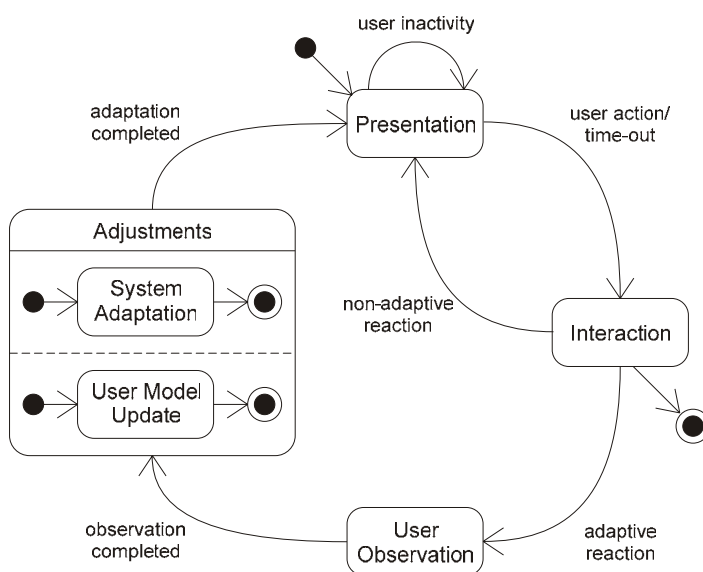 user inactivity
adaptation
completed
Presentation
user action/
time-out
Adjustments
System
Adaptation
non-adaptive
reaction
Interaction
User Model
Update
observation
completed
User
Observation
adaptive
reaction